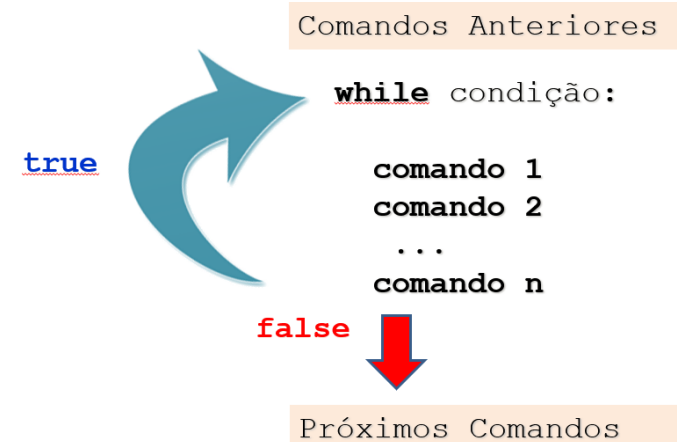 Comandos Anteriores
while condição:
true
comando 1
comando 2
...
comando n
false
Próximos Comandos